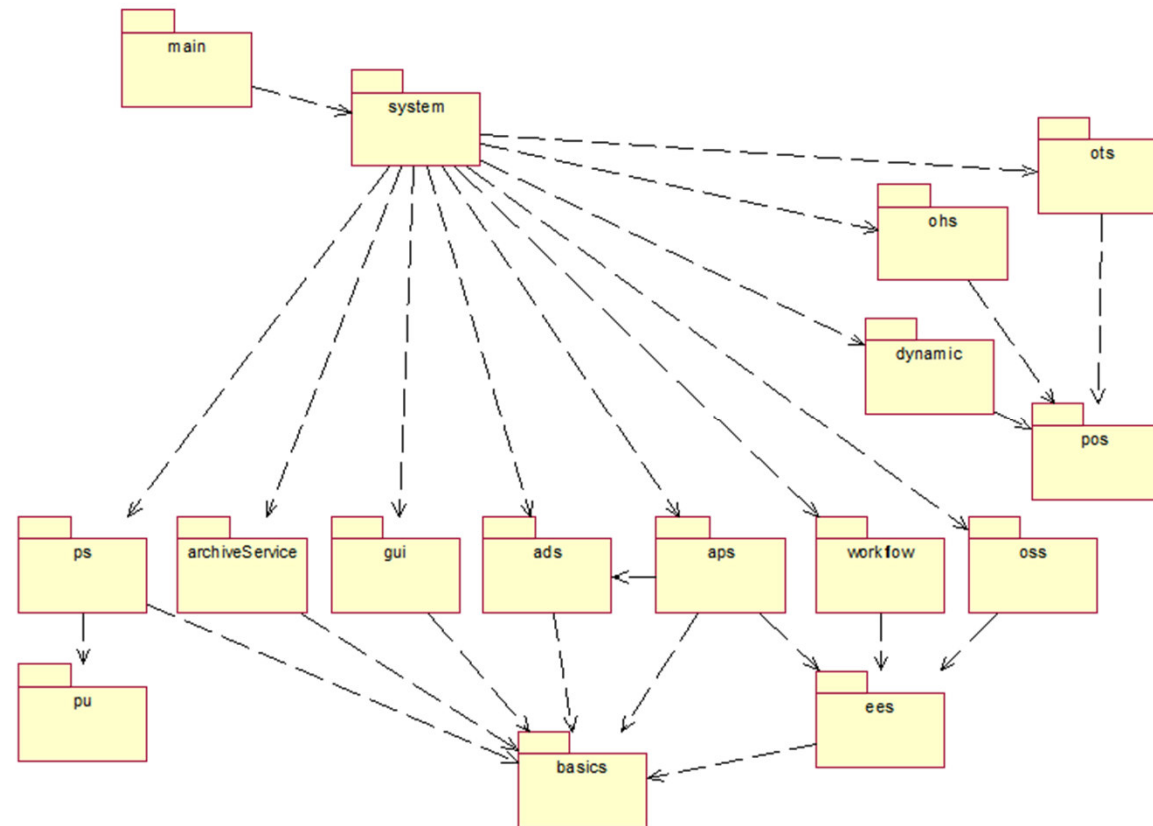 main
system
ots
ohs
dynamic
pos
ps
archiveService
gui
ads
aps
workflow
oss
pu
ees
basics